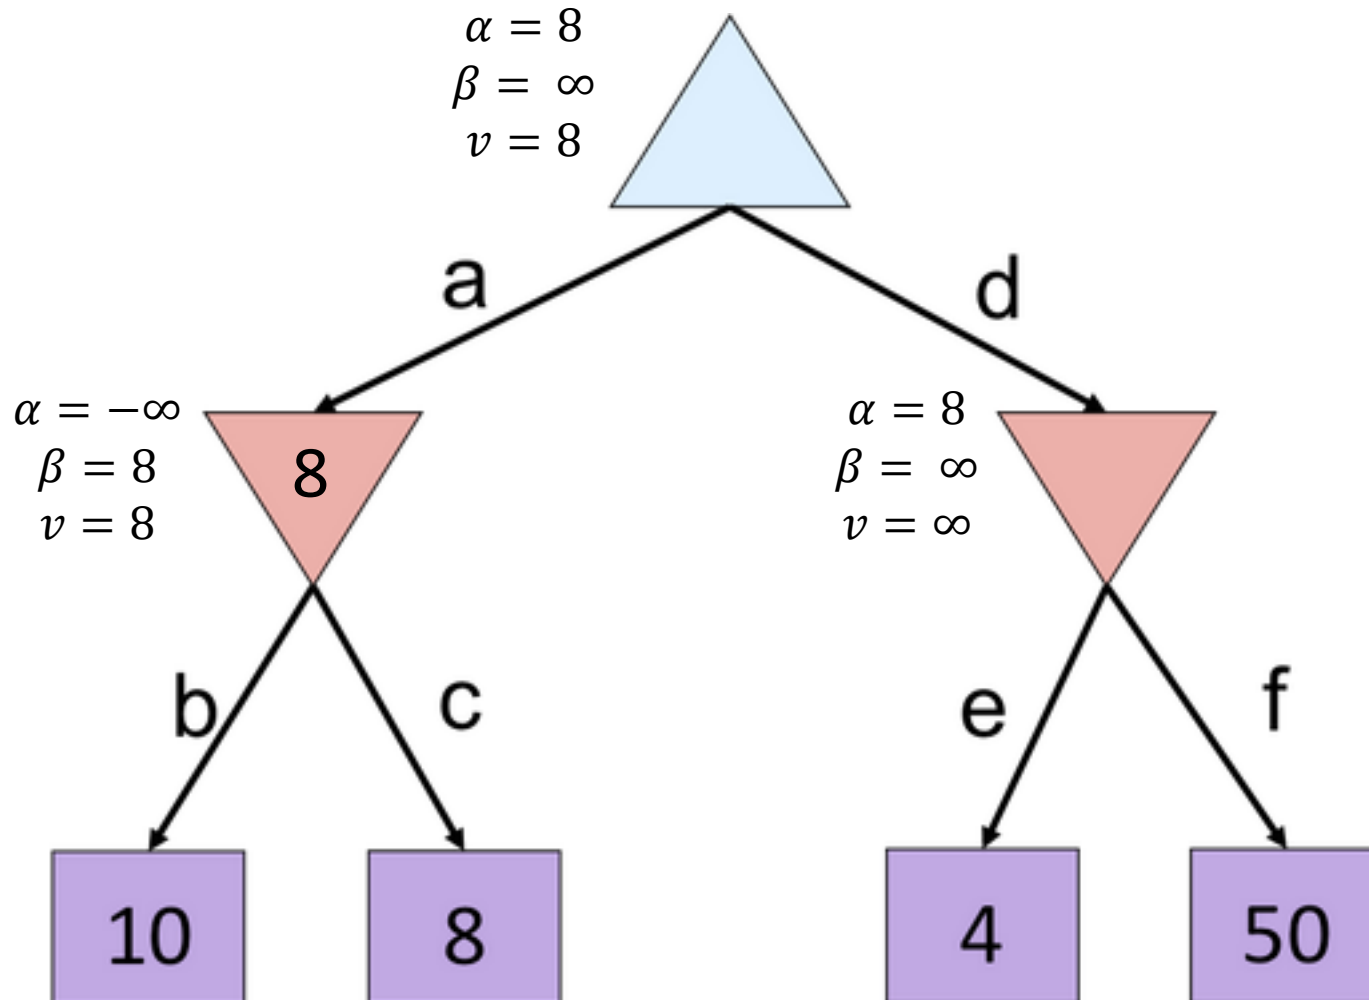 α = 8
β = ∞
v = 8
a
d
α = −∞
β = 8
v = 8
8
α = 8
β = ∞
v = ∞
b
c
e
f
10
8
4
50